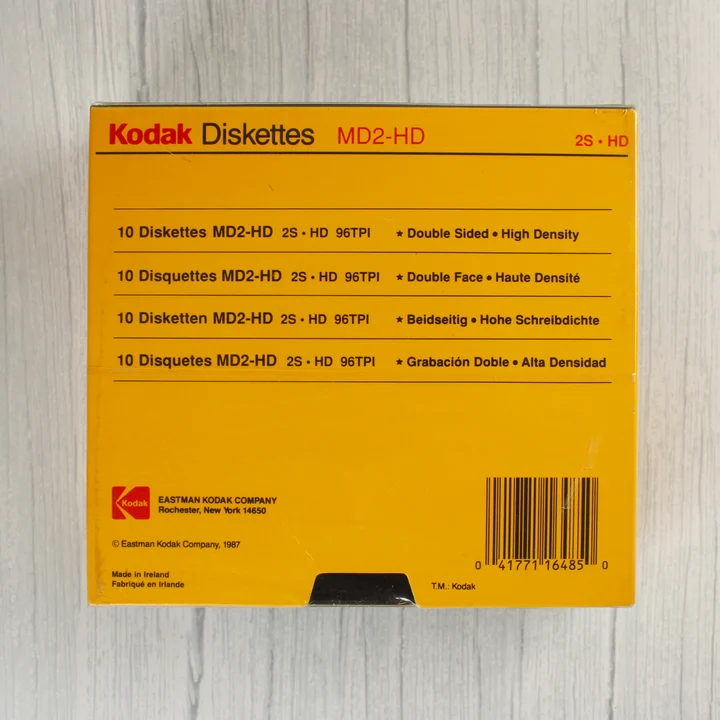 Kodak Diskettes MD2-HD 2S • HD
10 Diskettes MD2-HD 2S • HD 96TPI ★ Double Sided • High Density
10 Disquettes MD2-HD 2S • HD 96TPI ★ Double Face • Haute Densité
10 Disketten MD2-HD 2S • HD 96TPI ★ Beidseitig • Hohe Schreibdichte
10 Disquetes MD2-HD 2S • HD 96TPI ★ Grabación Doble • Alta Densidad
Kodak
EASTMAN KODAK COMPANY
Rochester, New York 14650
© Eastman Kodak Company, 1987
0 41771 16485 0
Made in Ireland
Fabriqué en Irlande
T.M.: Kodak